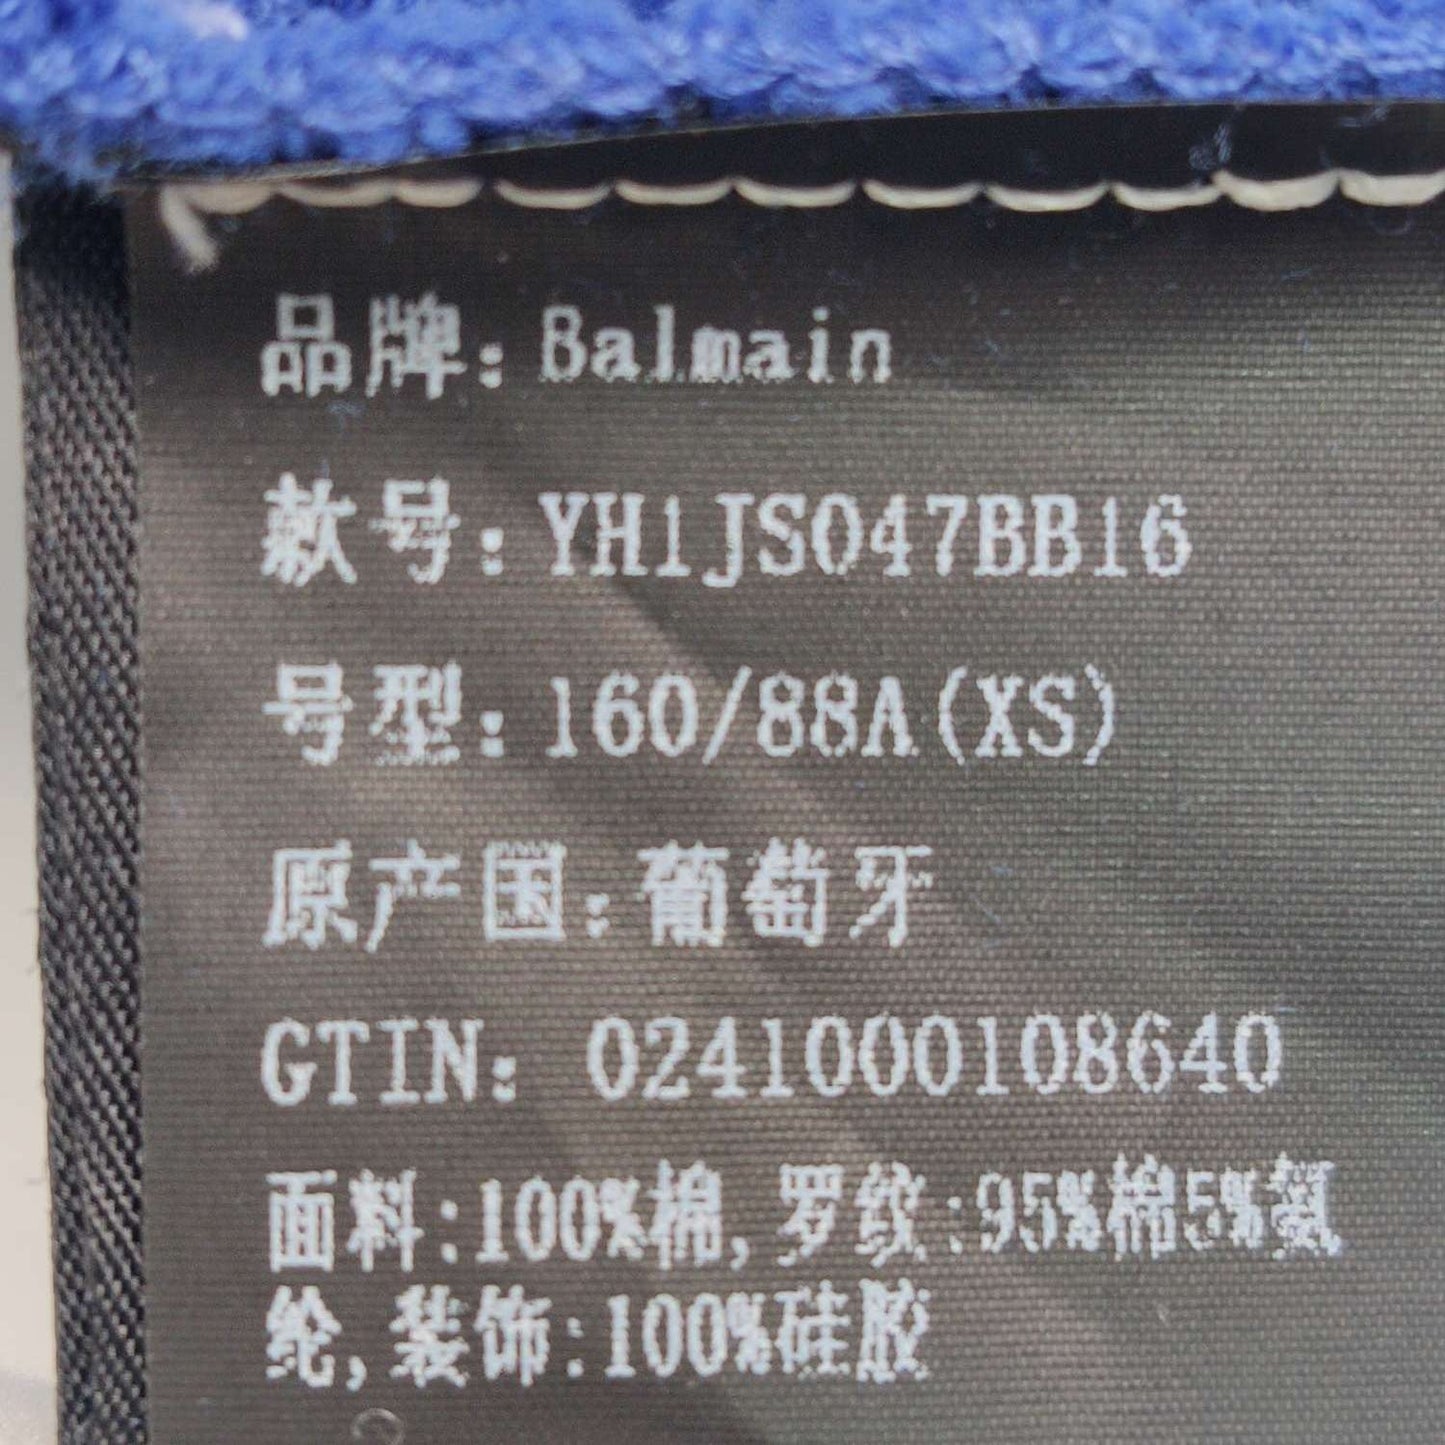 品牌: Balmain
款号: YH1JS047BB16
号型: 160/88A(XS)
原产国: 葡萄牙
GTIN: 0241000108640
面料:100%棉,罗纹:95%棉5%氨
纶,装饰:100%硅胶